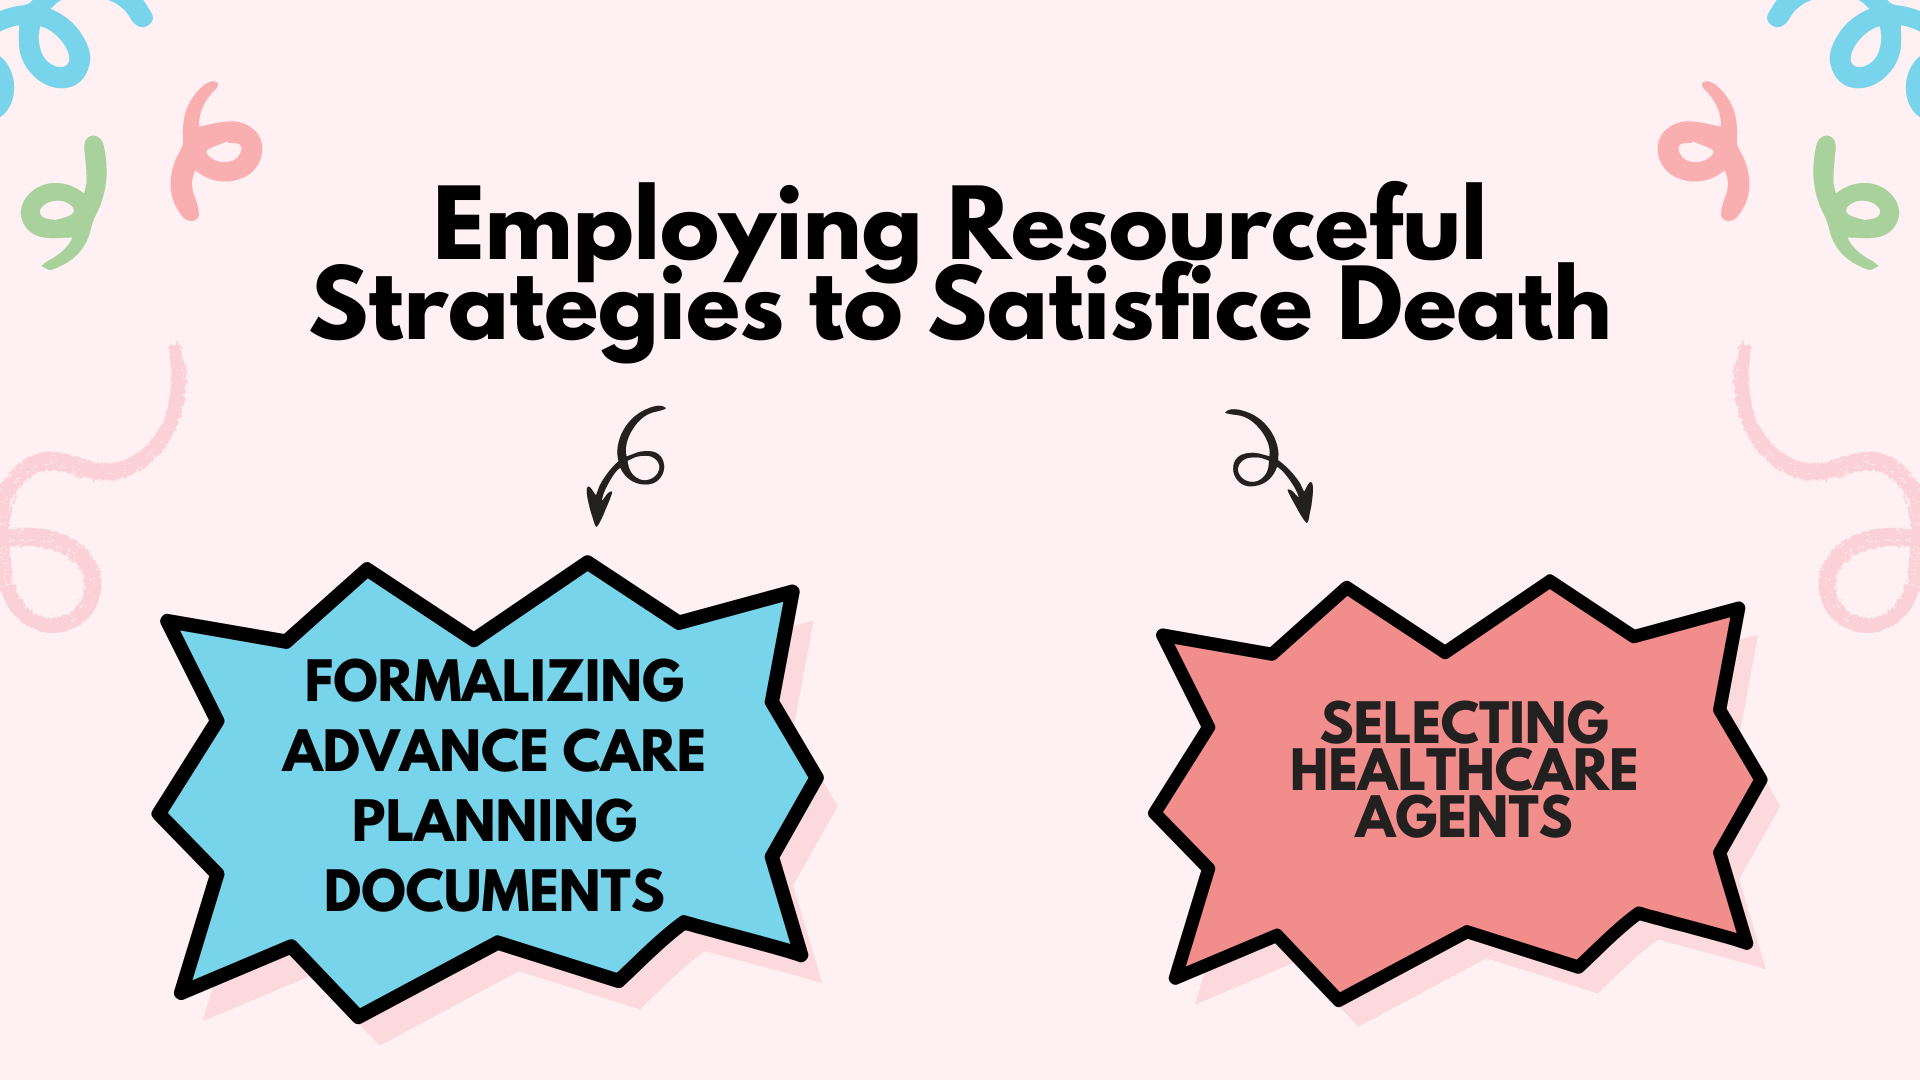 Employing Resourceful
Strategies to Satisfice Death
FORMALIZING
ADVANCE CARE
PLANNING
DOCUMENTS
SELECTING
HEALTHCARE
AGENTS